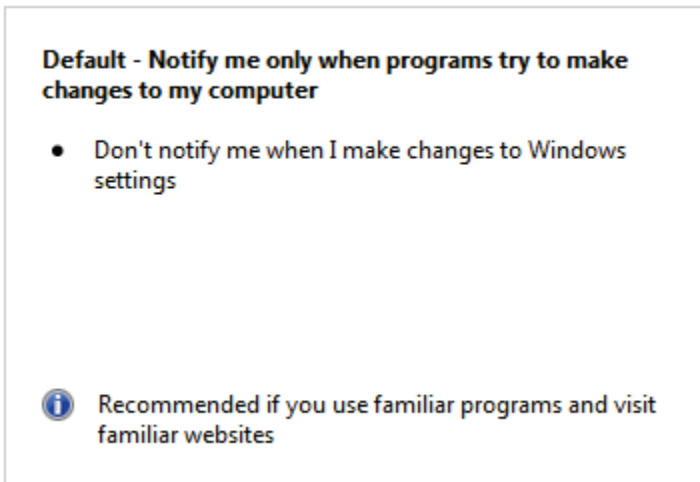 Default - Notify me only when programs try to make
changes to my computer
● Don't notify me when I make changes to Windows
settings
Recommended if you use familiar programs and visit
familiar websites